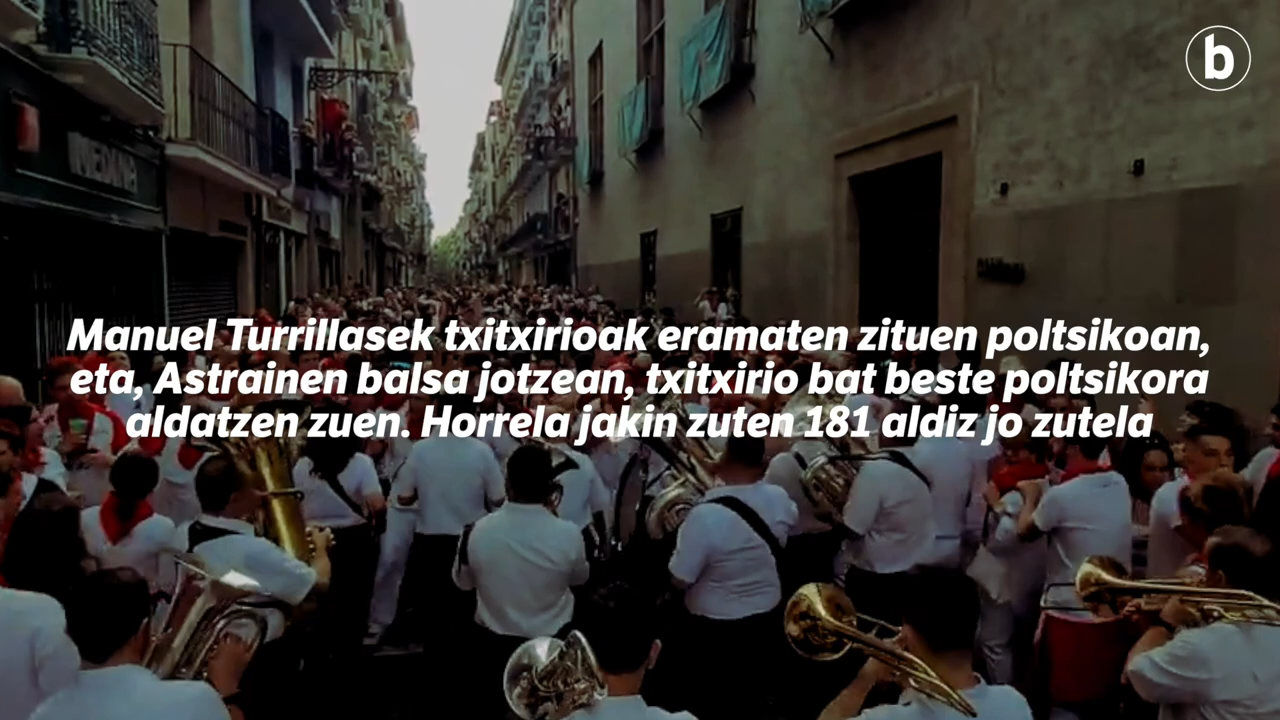 b
Manuel Turrillasek txitxirioak eramaten zituen poltsikoan,
eta, Astrainen balsa jotzean, txitxirio bat beste poltsikora
aldatzen zuen. Horrela jakin zuten 181 aldiz jo zutela